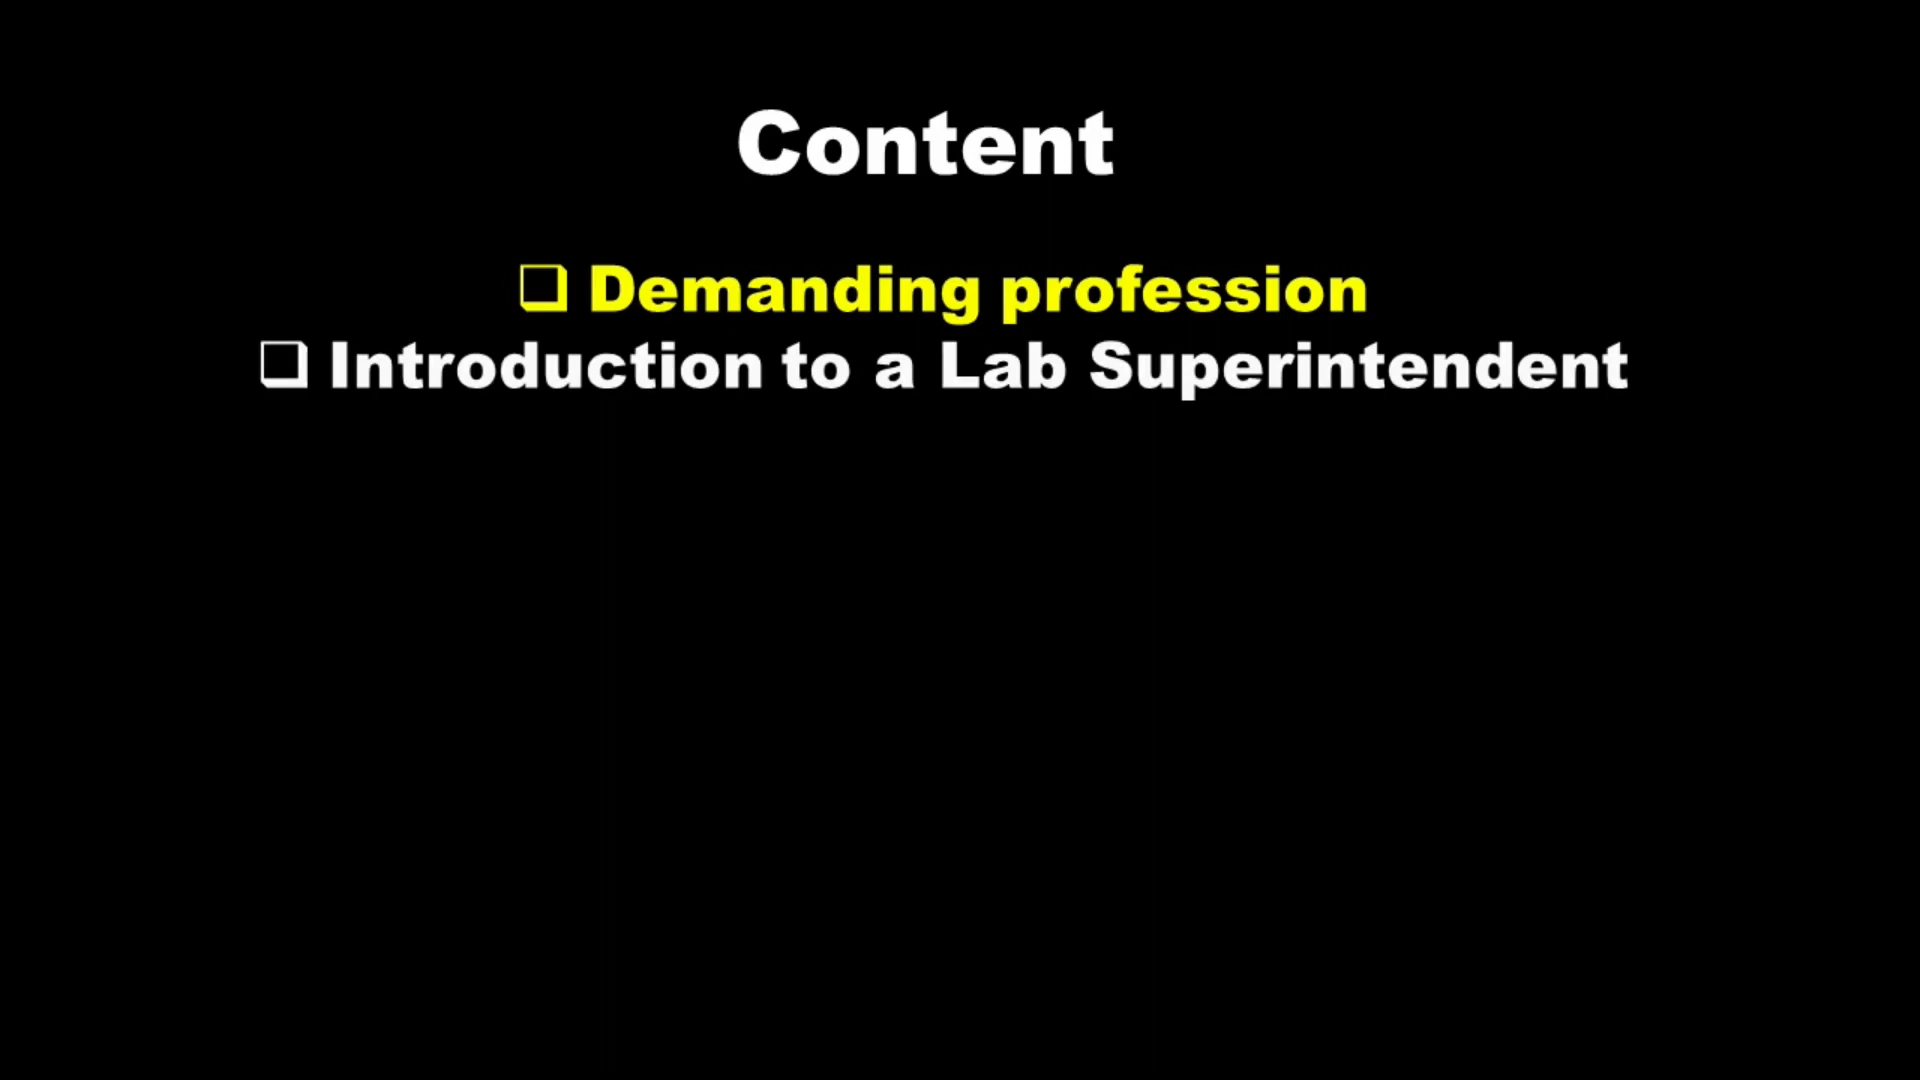 Content
❑ Demanding profession
❑ Introduction to a Lab Superintendent